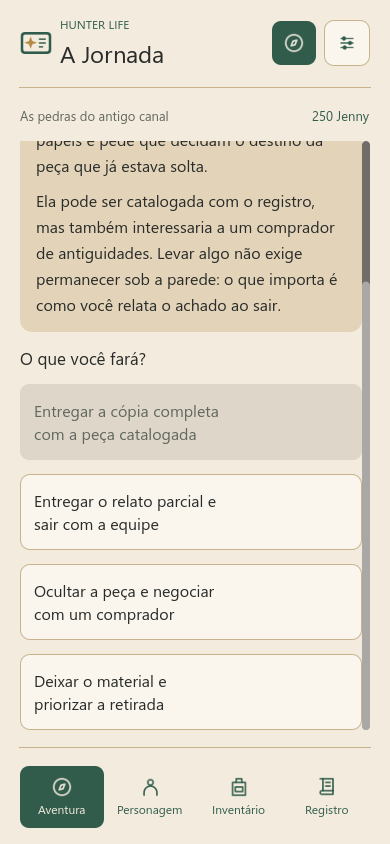 HUNTER LIFE
A Jornada
As pedras do antigo canal
250 Jenny
papéis e pede que decidam o destino da
peça que já estava solta.
Ela pode ser catalogada com o registro,
mas também interessaria a um comprador
de antiguidades. Levar algo não exige
permanecer sob a parede: o que importa é
como você relata o achado ao sair.
O que você fará?
Entregar a cópia completa
com a peça catalogada
Entregar o relato parcial e
sair com a equipe
Ocultar a peça e negociar
com um comprador
Deixar o material e
priorizar a retirada
Aventura
Personagem
Inventário
Registro